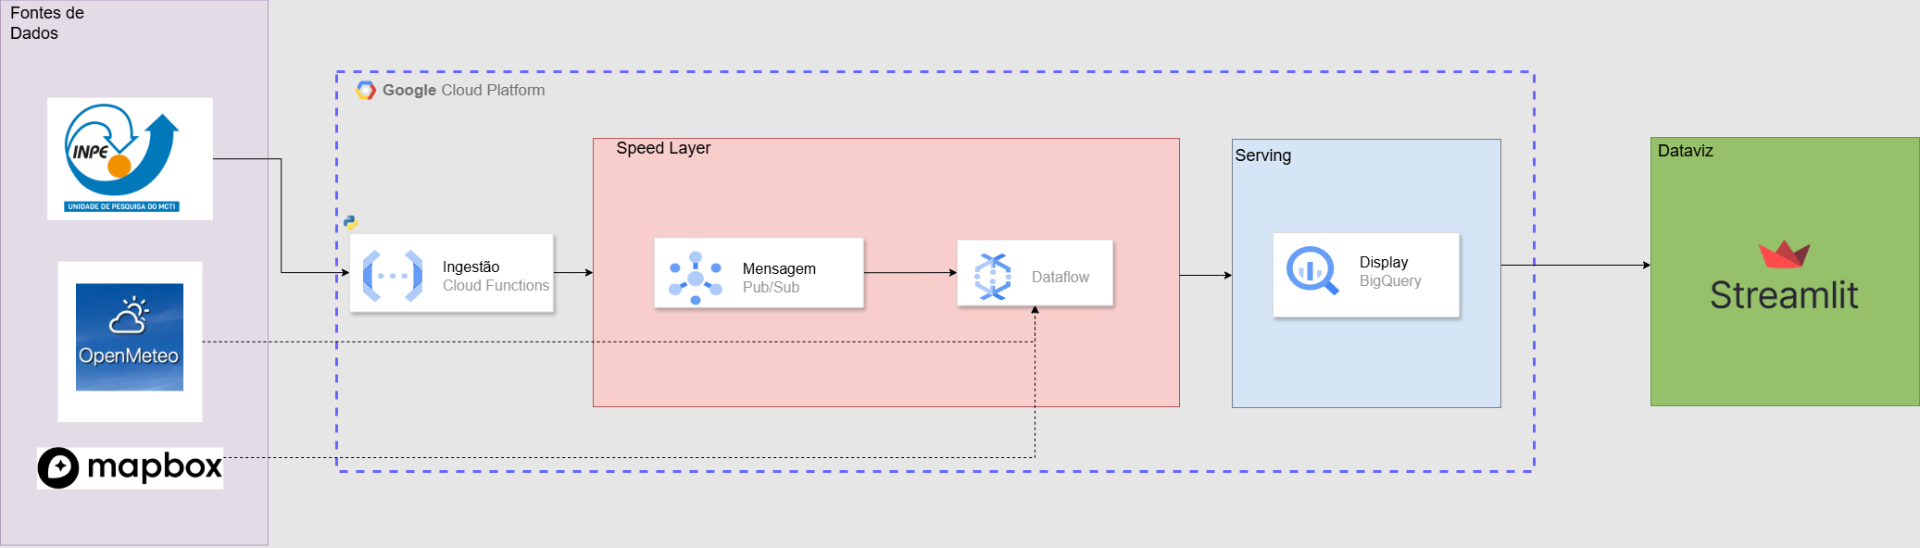 Fontes de
Dados
INPE
UNIDADE DE PESQUISA DO MCTI
OpenMeteo
mapbox
Google Cloud Platform
Ingestão
Cloud Functions
Speed Layer
Mensagem
Pub/Sub
Dataflow
Serving
Display
BigQuery
Dataviz
Streamlit